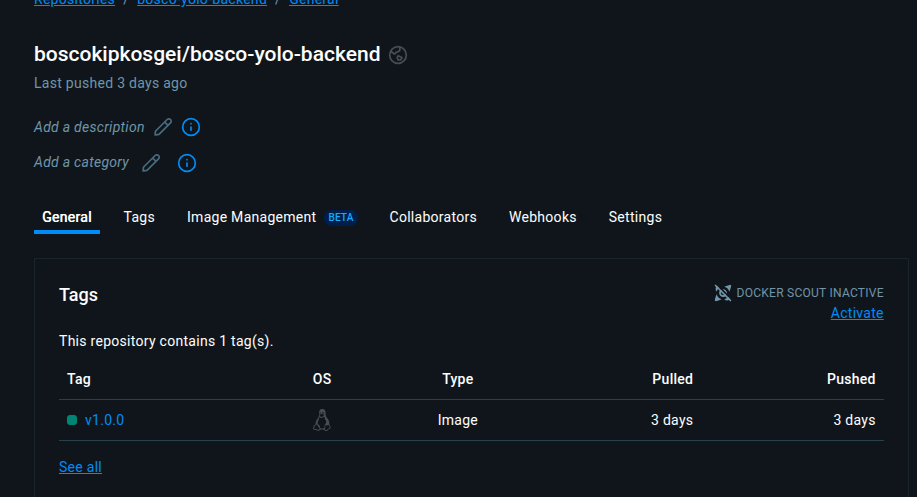 Repositories / bosco-yolo-backend / General
boscokipkosgei/bosco-yolo-backend
Last pushed 3 days ago
Add a description
Add a category
General Tags Image Management BETA Collaborators Webhooks Settings
Tags
DOCKER SCOUT INACTIVE
Activate
This repository contains 1 tag(s).
Tag OS Type Pulled Pushed
v1.0.0 Image 3 days 3 days
See all